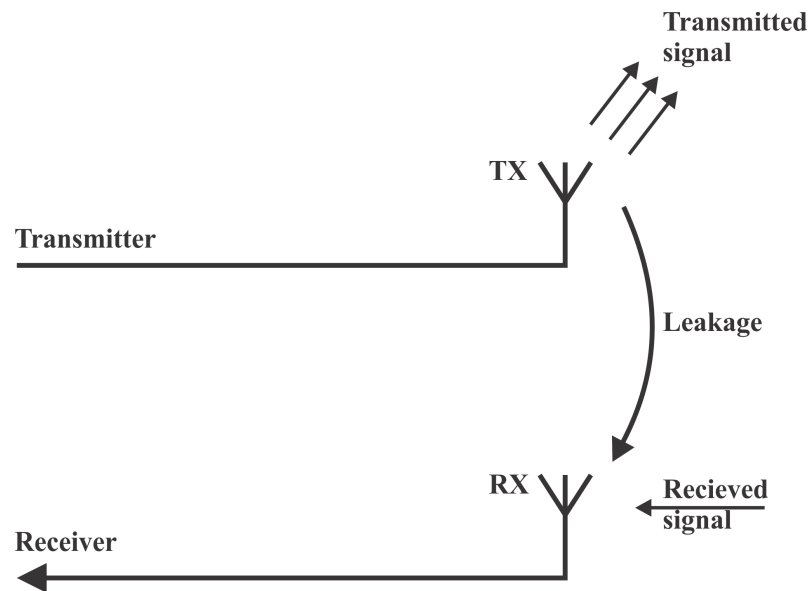 Transmitted
signal
TX
Transmitter
Leakage
RX
Recieved
signal
Receiver